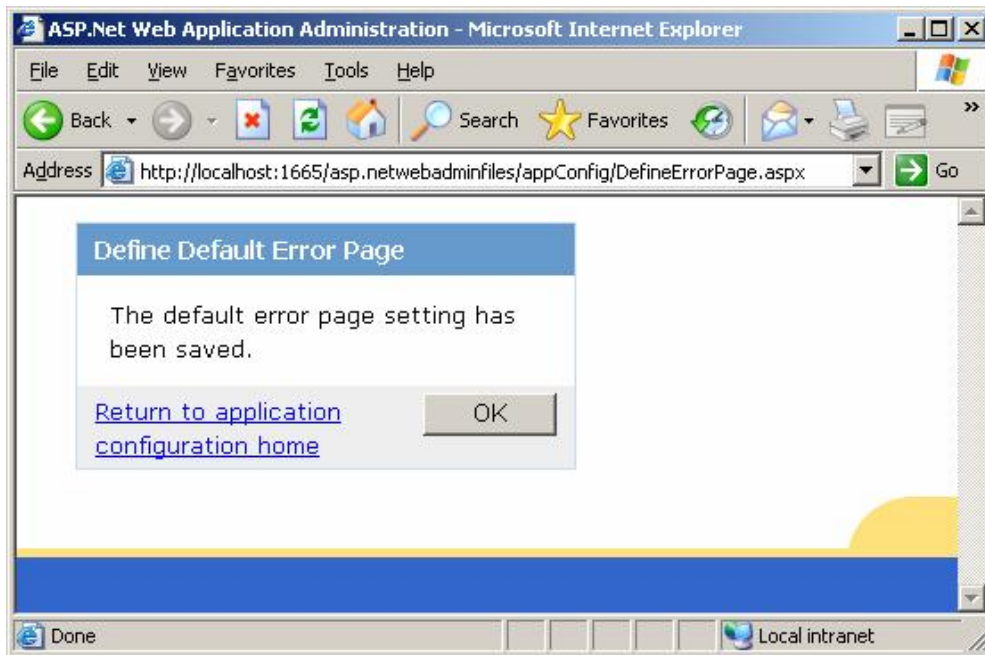 ASP.Net Web Application Administration - Microsoft Internet Explorer
File Edit View Favorites Tools Help
Back Search Favorites »
Address http://localhost:1665/asp.netwebadminfiles/appConfig/DefineErrorPage.aspx Go
Define Default Error Page
The default error page setting has
been saved.
Return to application
configuration home
OK
Done Local intranet